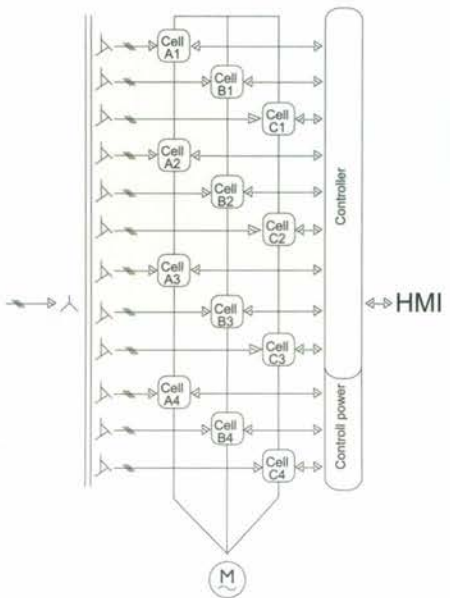 Cell
A1
Cell
B1
Cell
C1
Cell
A2
Cell
B2
Cell
C2
Cell
A3
Cell
B3
Cell
C3
Cell
A4
Cell
B4
Cell
C4
Controller
Controll power
HMI
M